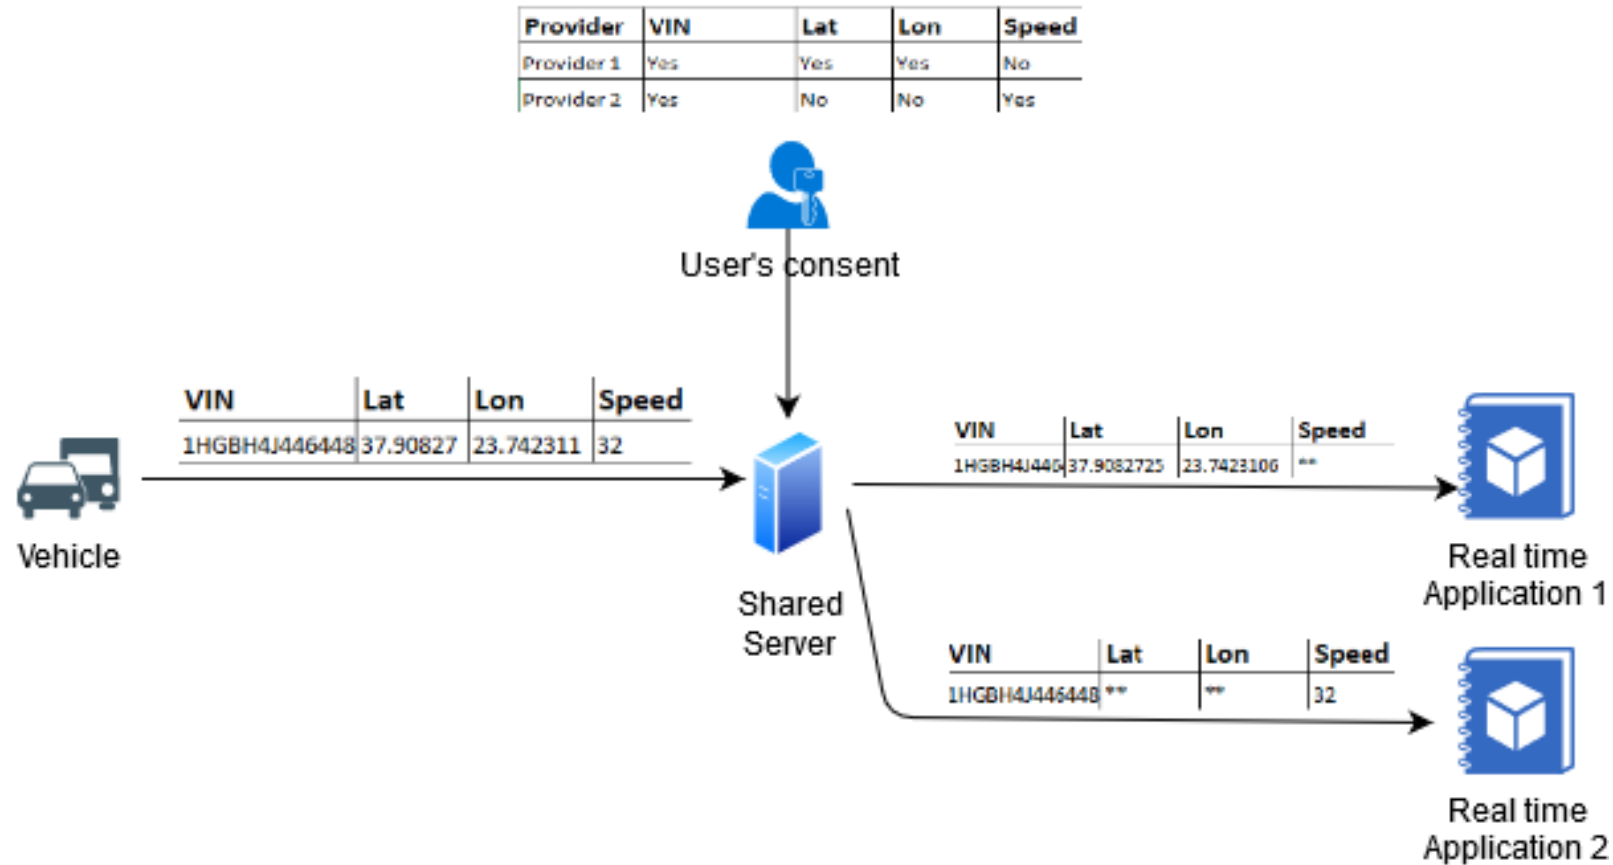 Provider VIN Lat Lon Speed
Provider 1 Yes Yes Yes No
Provider 2 Yes No No Yes
User's consent
VIN Lat Lon Speed
1HGBH4J446448 37.90827 23.742311 32
Vehicle
Shared
Server
VIN Lat Lon Speed
1HGBH4J446 37.9082725 23.7423106 **
Real time
Application 1
VIN Lat Lon Speed
1HGBH4J446448 ** ** 32
Real time
Application 2